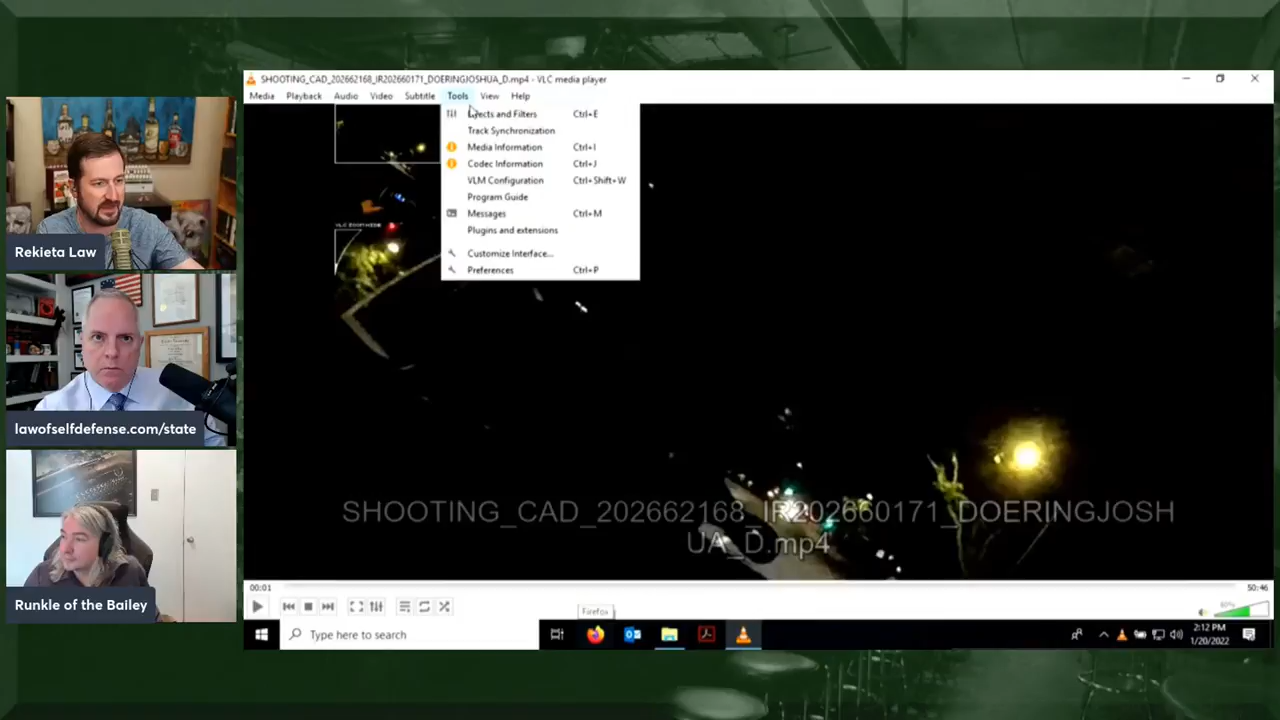 SHOOTING_CAD_202662168_IR202660171_DOERINGJOSHUA_D.mp4 - VLC media player
Media Playback Audio Video Subtitle Tools View Help
Effects and Filters Ctrl+E
Track Synchronization
Media Information Ctrl+I
Codec Information Ctrl+J
VLM Configuration Ctrl+Shift+W
Program Guide
Messages Ctrl+M
Plugins and extensions
Customize Interface...
Preferences Ctrl+P
Rekieta Law
lawofselfdefense.com/state
Runkle of the Bailey
SHOOTING_CAD_202662168_IR202660171_DOERINGJOSH
UA_D.mp4
00:01
50:46
Firefox
Type here to search
2:12 PM
1/20/2022